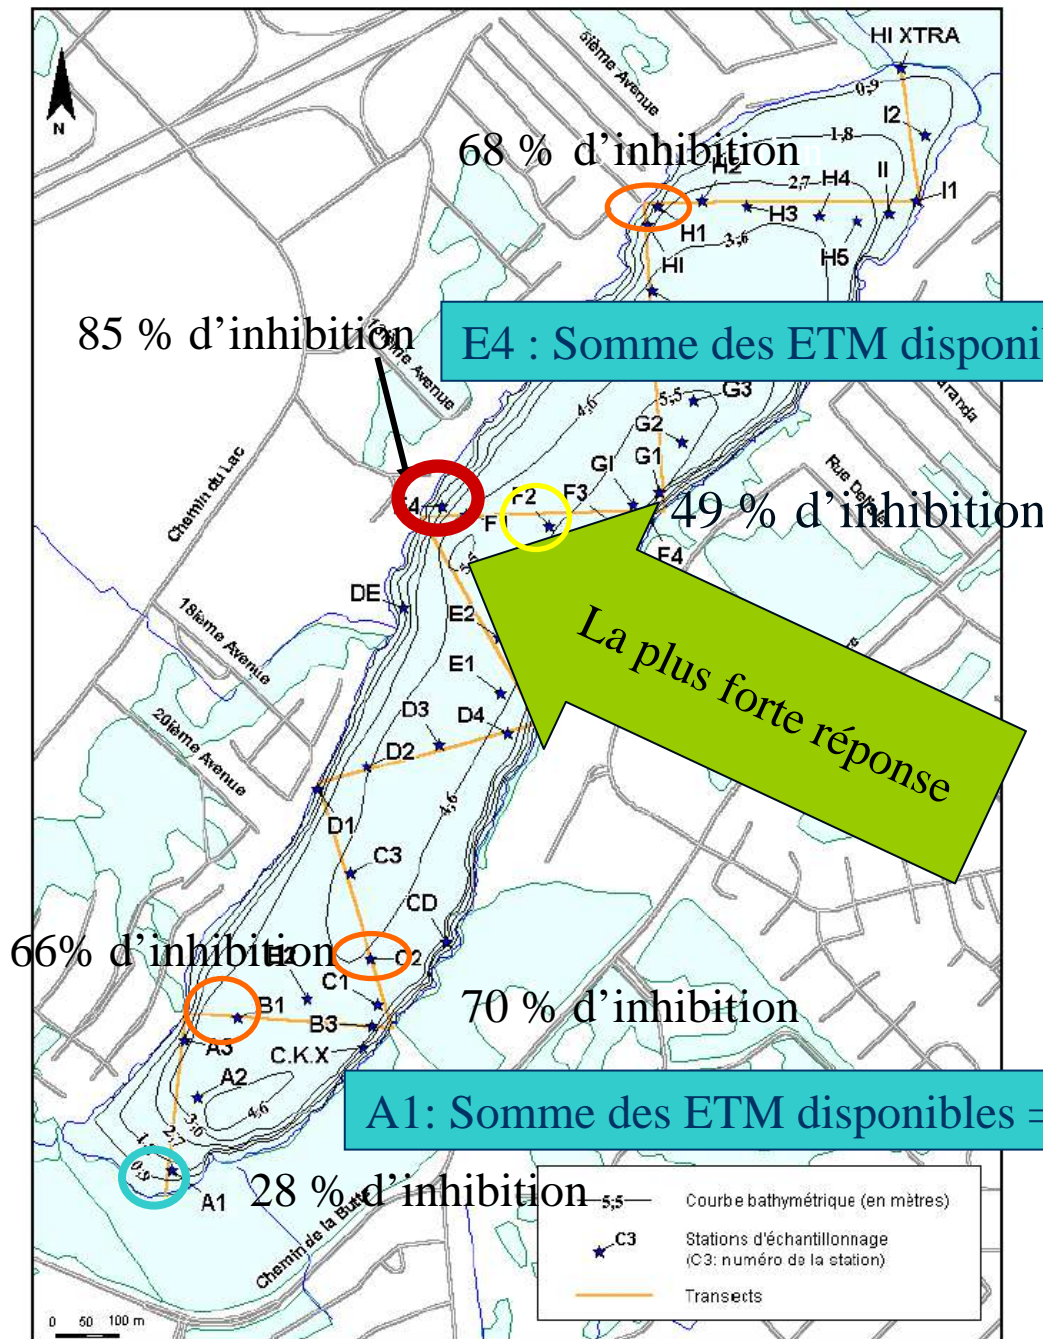 HI XTRA
5ième Avenue
0,9
I2
1,8
68 % d'inhibition
H2
2,7
H4
II
I1
H3
H1
3,6
H5
HI
N
85 % d'inhibition
Avenue
E4 : Somme des ETM disponi
5,5
G3
4,6
G2
G1
GI
Rue
Chemin du Lac
F2
F3
F1
49 % d'inhibition
F4
DE
E2
La plus forte réponse
18ième Avenue
E1
D3
D4
D2
20ième Avenue
4,6
D1
C3
CD
66% d'inhibition
C2
C1
B1
70 % d'inhibition
B3
A3
C.K.X
A2
4,6
3,0
2,7
A1: Somme des ETM disponibles =
0,9
A1
28 % d'inhibition
Chemin de la Butte
5,5 Courbe bathymétrique (en mètres)
C3 Stations d'échantillonnage
(C3: numéro de la station)
Transects
0 50 100 m